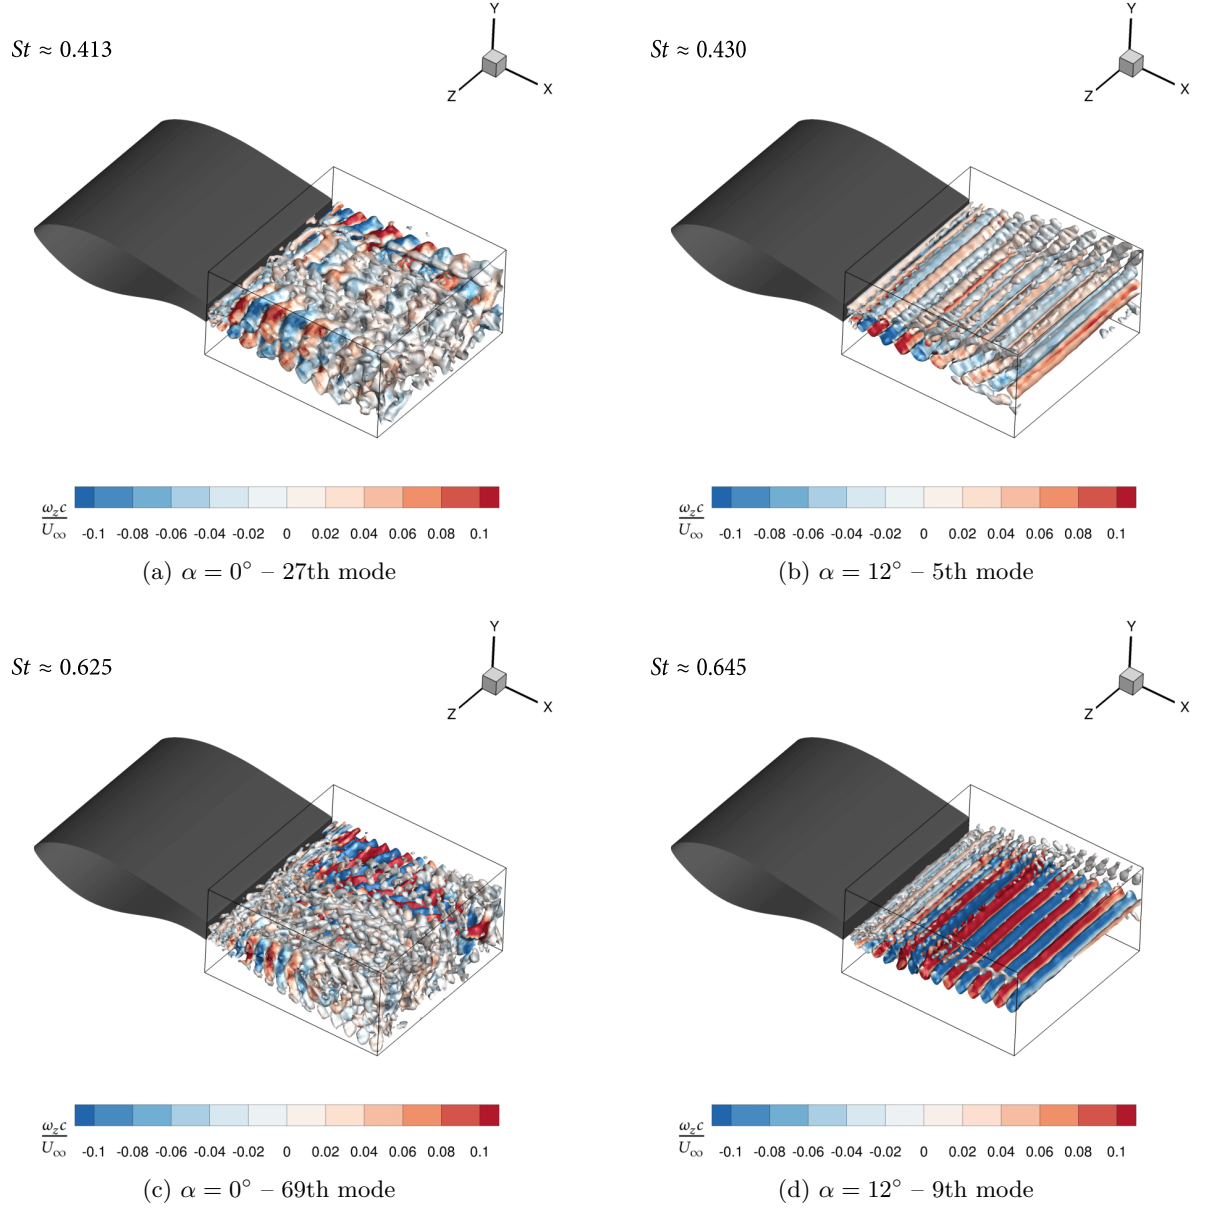 St ≈ 0.413
Y
Z
X
St ≈ 0.430
Y
Z
X
ω_z c / U_∞
-0.1 -0.08 -0.06 -0.04 -0.02 0 0.02 0.04 0.06 0.08 0.1
(a) α = 0° – 27th mode
ω_z c / U_∞
-0.1 -0.08 -0.06 -0.04 -0.02 0 0.02 0.04 0.06 0.08 0.1
(b) α = 12° – 5th mode
St ≈ 0.625
Y
Z
X
St ≈ 0.645
Y
Z
X
ω_z c / U_∞
-0.1 -0.08 -0.06 -0.04 -0.02 0 0.02 0.04 0.06 0.08 0.1
(c) α = 0° – 69th mode
ω_z c / U_∞
-0.1 -0.08 -0.06 -0.04 -0.02 0 0.02 0.04 0.06 0.08 0.1
(d) α = 12° – 9th mode